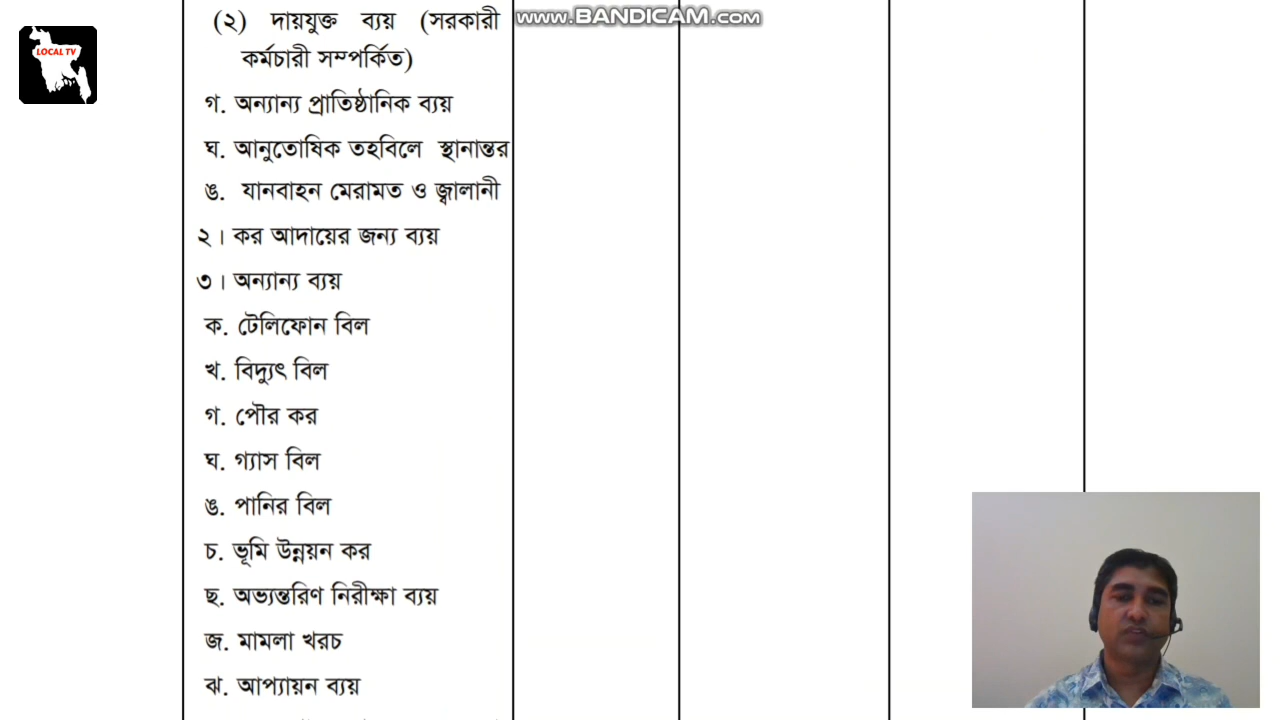 www.BANDICAM.com
LOCAL TV
(২) দায়যুক্ত ব্যয় (সরকারী
কর্মচারী সম্পর্কিত)
গ. অন্যান্য প্রাতিষ্ঠানিক ব্যয়
ঘ. আনুতোষিক তহবিলে স্থানান্তর
ঙ. যানবাহন মেরামত ও জ্বালানী
২। কর আদায়ের জন্য ব্যয়
৩। অন্যান্য ব্যয়
ক. টেলিফোন বিল
খ. বিদ্যুৎ বিল
গ. পৌর কর
ঘ. গ্যাস বিল
ঙ. পানির বিল
চ. ভূমি উন্নয়ন কর
ছ. অভ্যন্তরিণ নিরীক্ষা ব্যয়
জ. মামলা খরচ
ঝ. আপ্যায়ন ব্যয়